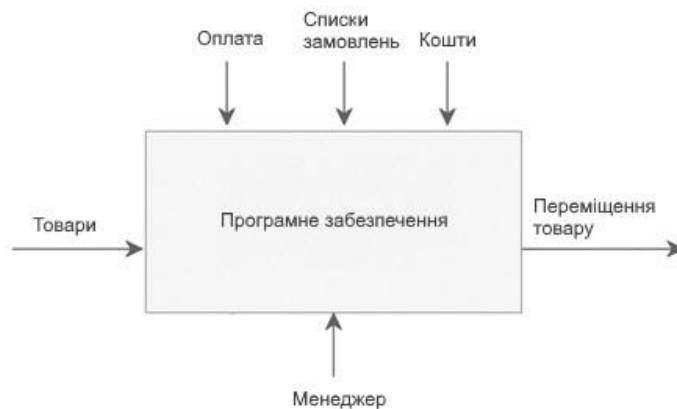 Оплата
Списки
замовлень
Кошти
Товари
Програмне забезпечення
Переміщення
товару
Менеджер